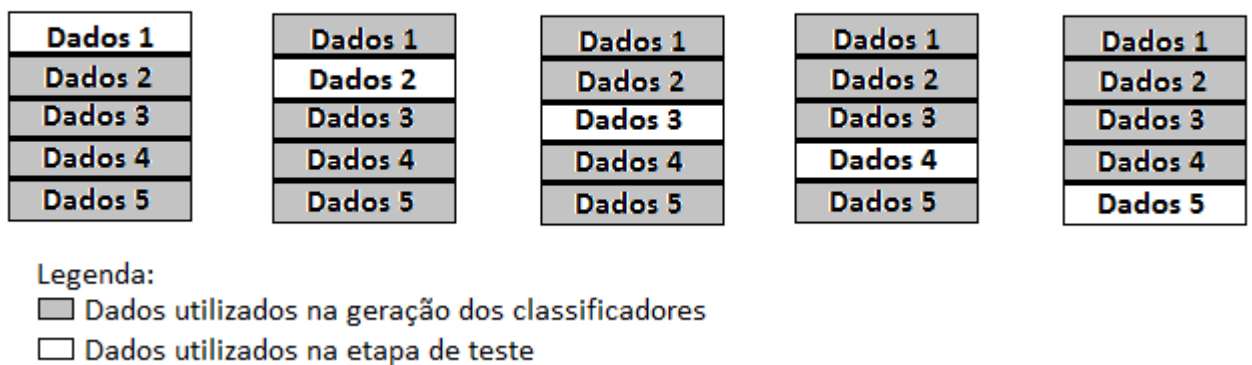 Dados 1 Dados 1 Dados 1 Dados 1 Dados 1
Dados 2 Dados 2 Dados 2 Dados 2 Dados 2
Dados 3 Dados 3 Dados 3 Dados 3 Dados 3
Dados 4 Dados 4 Dados 4 Dados 4 Dados 4
Dados 5 Dados 5 Dados 5 Dados 5 Dados 5
Legenda:
Dados utilizados na geração dos classificadores
Dados utilizados na etapa de teste